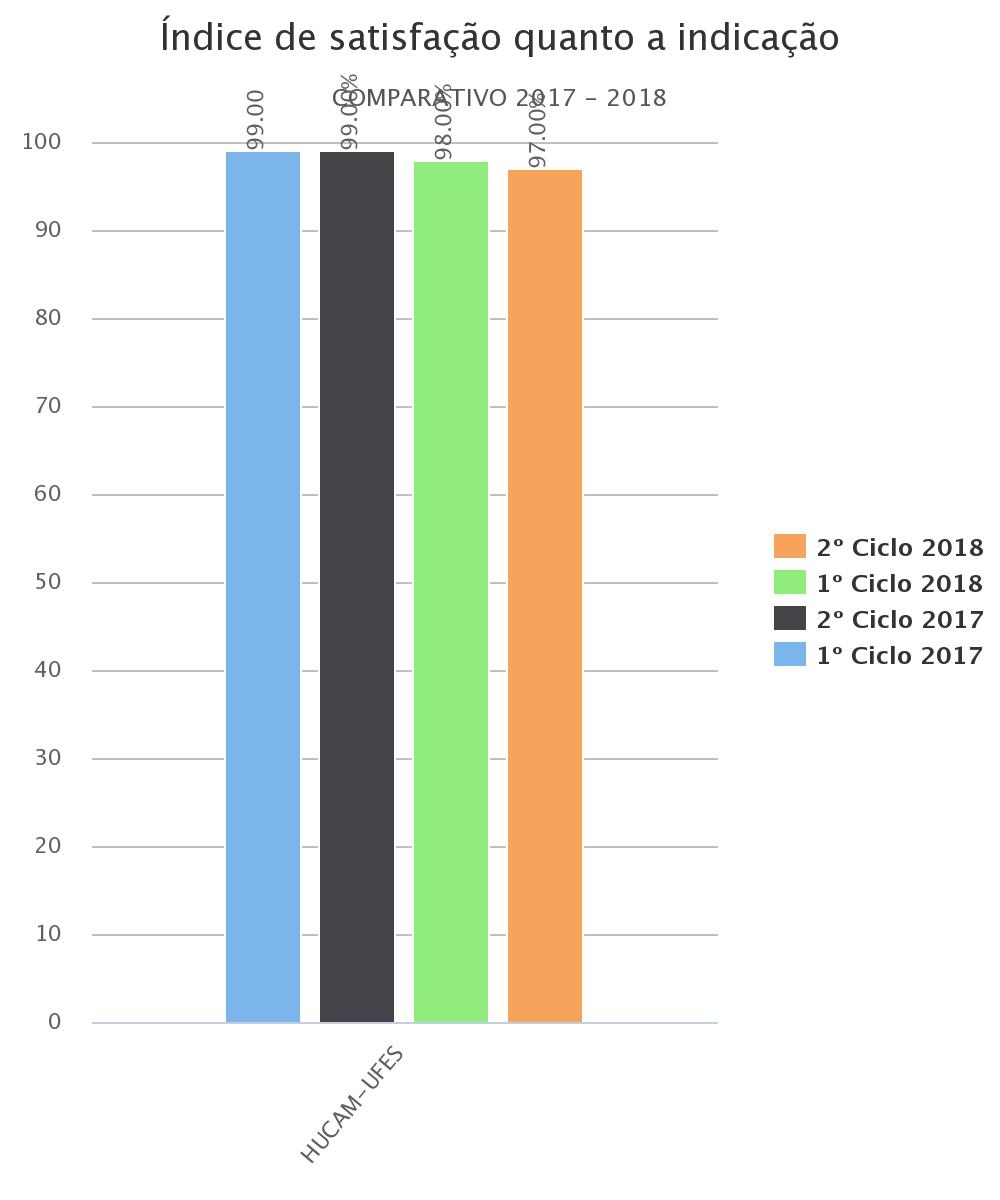 Índice de satisfação quanto a indicação
COMPARATIVO 2017 – 2018
99.00
99.00%
98.00%
97.00%
100
90
80
70
60
50
40
30
20
10
0
2º Ciclo 2018
1º Ciclo 2018
2º Ciclo 2017
1º Ciclo 2017
HUCAM–UFES